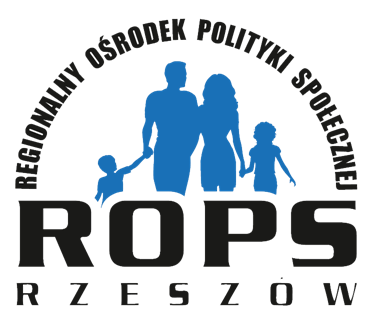 REGIONALNY OŚRODEK POLITYKI SPOŁECZNEJ
ROPS
RZESZÓW